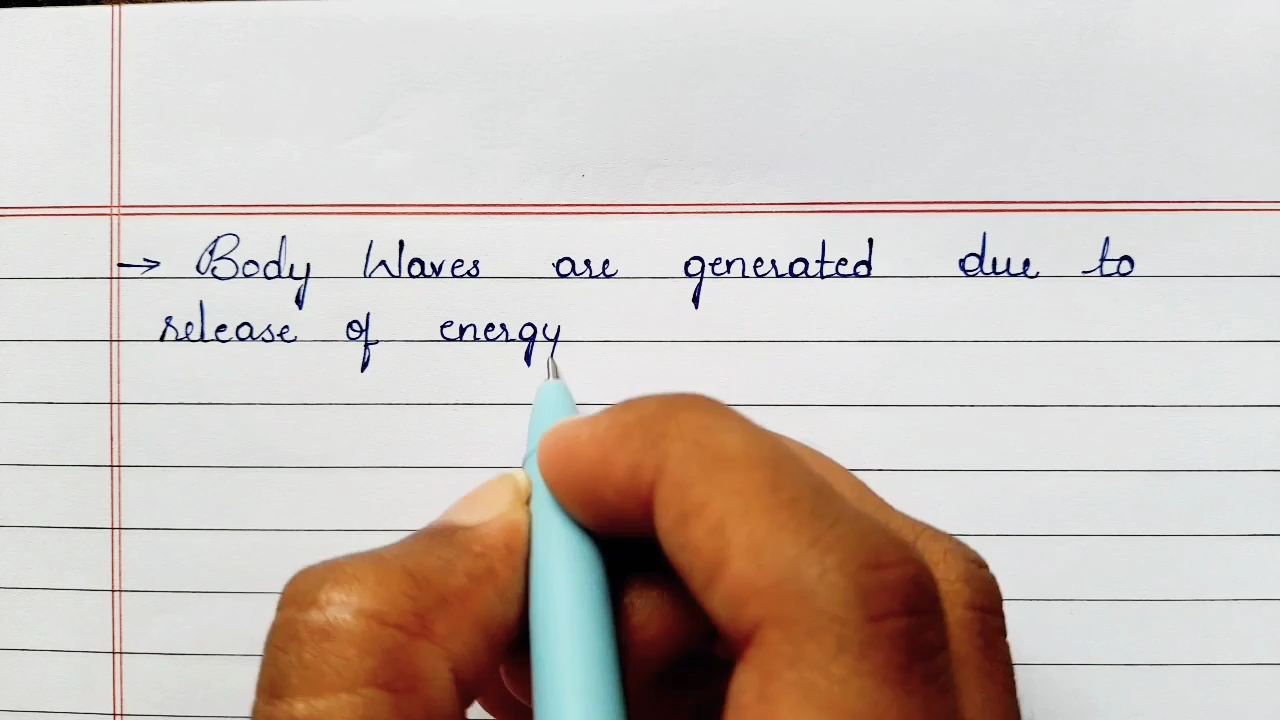 → Body Waves are generated due to
release of energy